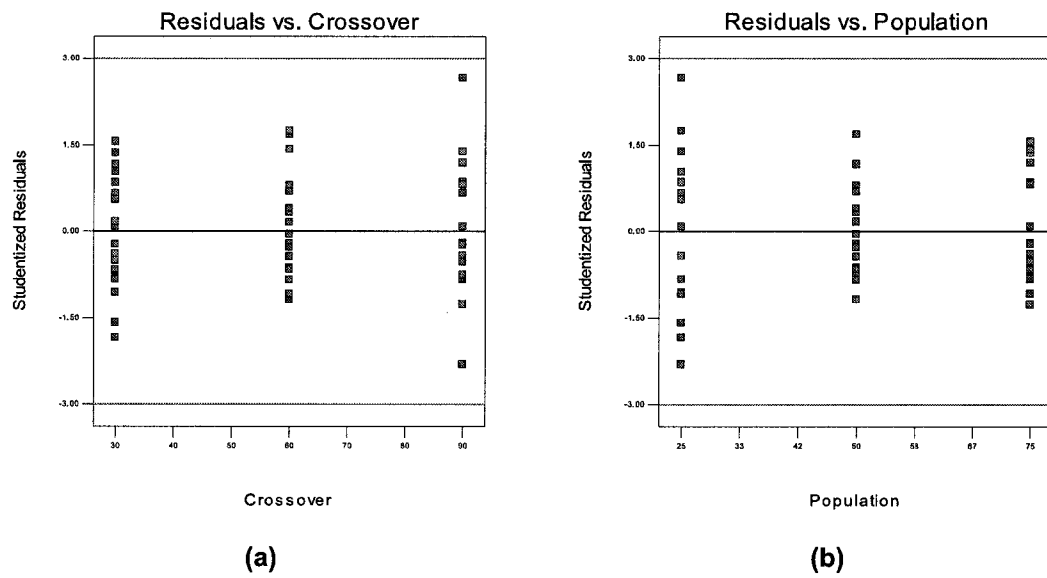 Residuals vs. Crossover
3.00
1.50
0.00
-1.50
-3.00
Studentized Residuals
30 40 50 60 70 80 90
Crossover
(a)
Residuals vs. Population
3.00
1.50
0.00
-1.50
-3.00
Studentized Residuals
25 33 42 50 58 67 75
Population
(b)